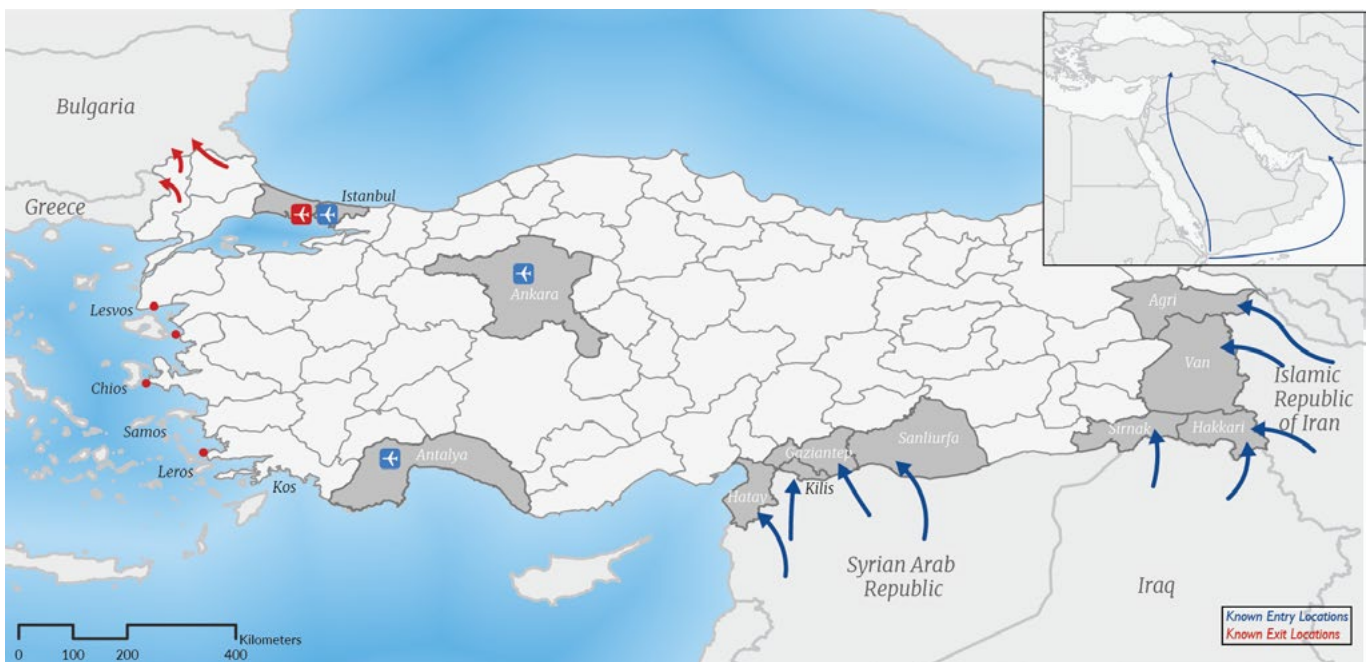 Bulgaria
Greece
Istanbul
Ankara
Lesvos
Chios
Samos
Leros
Kos
Antalya
Agri
Van
Islamic
Republic
of Iran
Sirnak
Hakkari
Sanliurfa
Gaziantep
Kilis
Hatay
Syrian Arab
Republic
Iraq
Known Entry Locations
Known Exit Locations
Kilometers
0 100 200 400